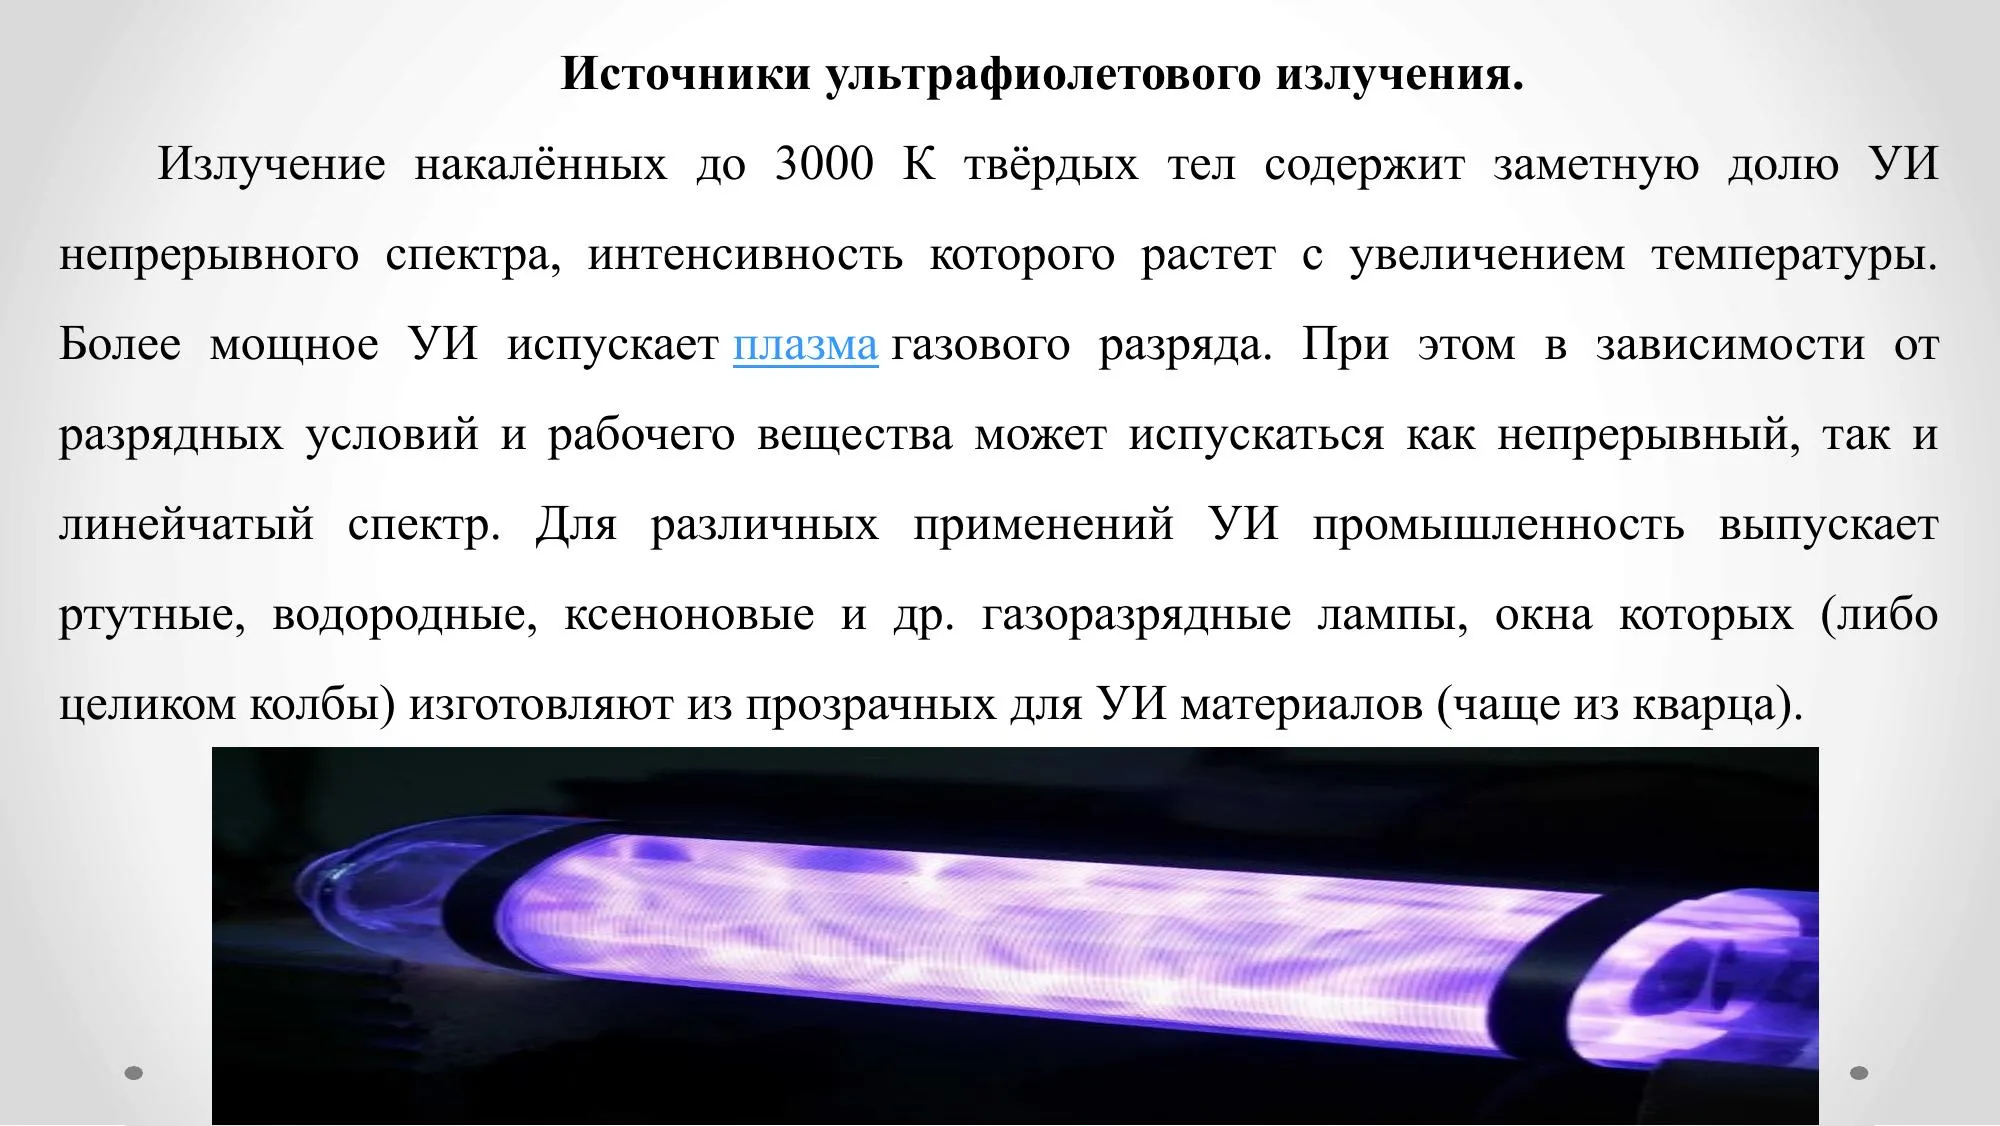 Источники ультрафиолетового излучения.
Излучение накалённых до 3000 К твёрдых тел содержит заметную долю УИ
непрерывного спектра, интенсивность которого растет с увеличением температуры.
Более мощное УИ испускает плазма газового разряда. При этом в зависимости от
разрядных условий и рабочего вещества может испускаться как непрерывный, так и
линейчатый спектр. Для различных применений УИ промышленность выпускает
ртутные, водородные, ксеноновые и др. газоразрядные лампы, окна которых (либо
целиком колбы) изготовляют из прозрачных для УИ материалов (чаще из кварца).